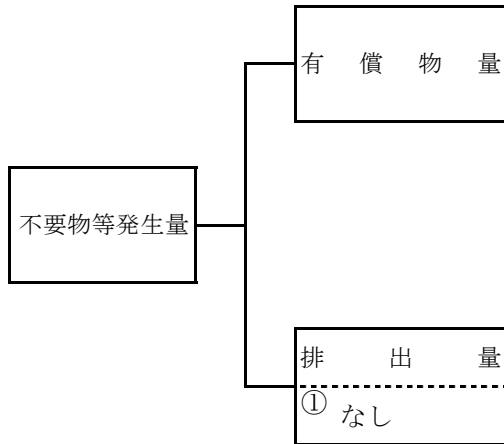 有償物量
不要物等発生量
排出量
① なし